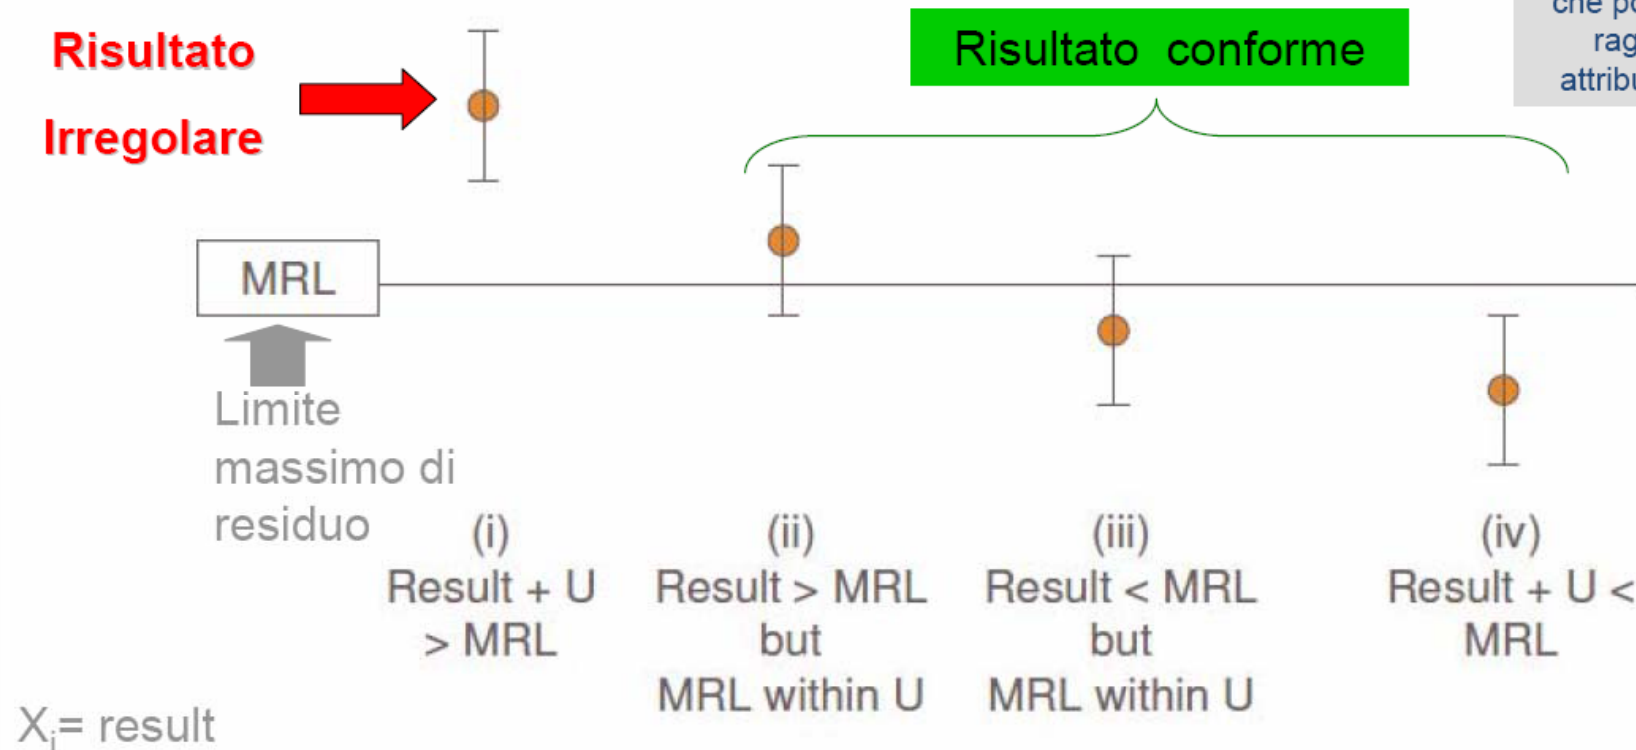 Risultato
Irregolare
Risultato conforme
MRL
Limite
massimo di
residuo
(i)
Result + U
> MRL
(ii)
Result > MRL
but
MRL within U
(iii)
Result < MRL
but
MRL within U
(iv)
Result + U <
MRL
Xi= result
che